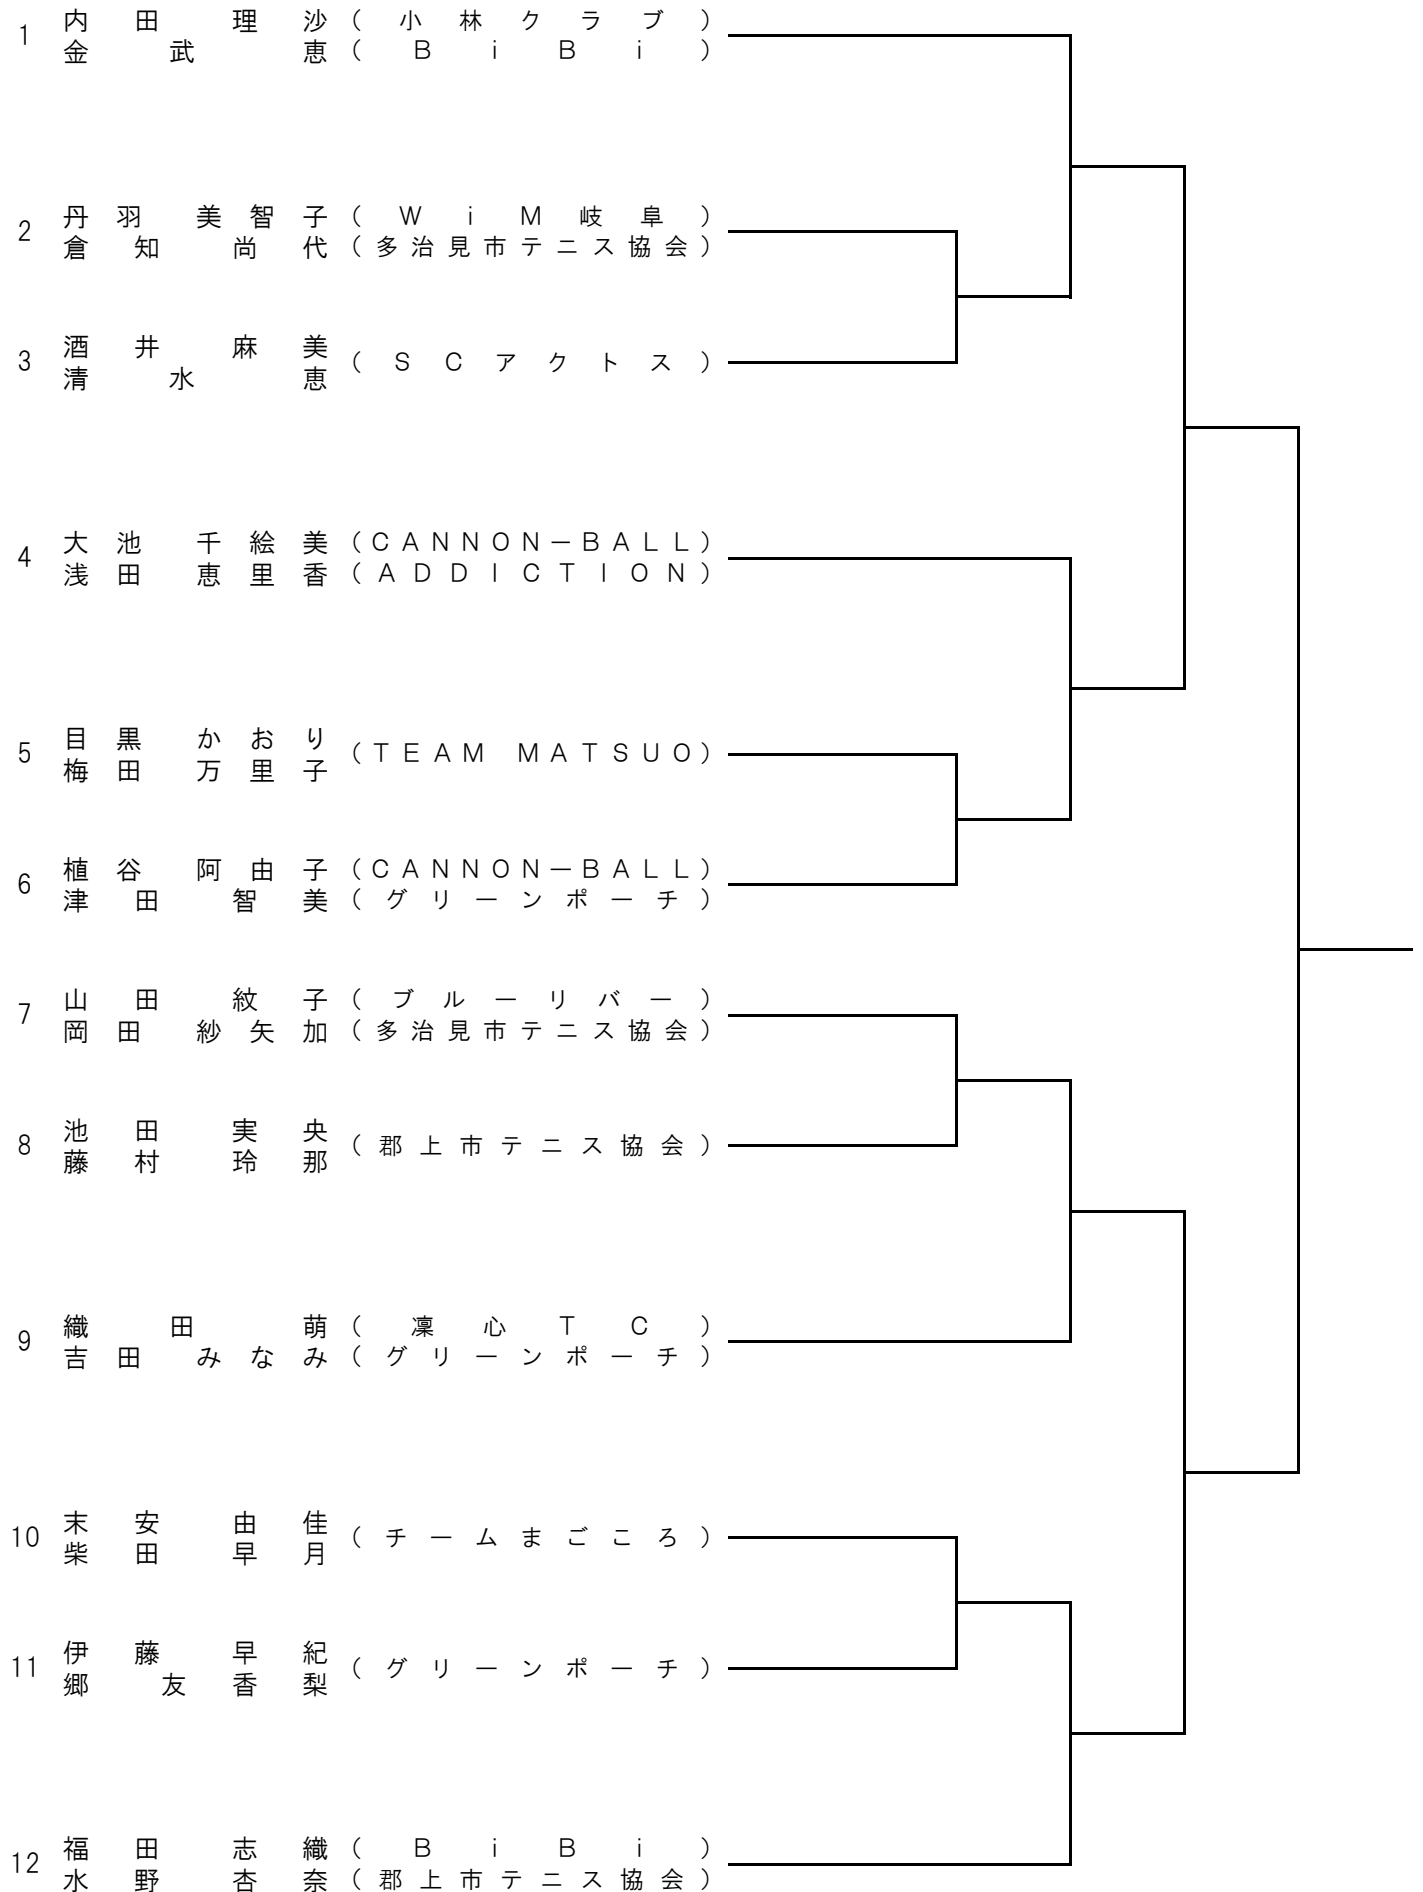 1 内田 理沙 (小林クラブ)
金武 恵 (BiBi)
2 丹羽 美智子 (WiM岐阜)
倉知 尚代 (多治見市テニス協会)
3 酒井 麻美 (SCアクトス)
清水 恵
4 大池 千絵美 (CANNON-BALL)
浅田 恵里香 (ADDICTION)
5 目黒 かおり (TEAM MATSUO)
梅田 万里子
6 植谷 阿由子 (CANNON-BALL)
津田 智美 (グリーンポーチ)
7 山田 紋子 (ブルーリバー)
岡田 紗矢加 (多治見市テニス協会)
8 池田 実央 (郡上市テニス協会)
藤村 玲那
9 織田 萌 (凜心TC)
吉田 みなみ (グリーンポーチ)
10 末安 由佳 (チームまごころ)
柴田 早月
11 伊藤 早紀 (グリーンポーチ)
郷 友香梨
12 福田 志織 (BiBi)
水野 杏奈 (郡上市テニス協会)